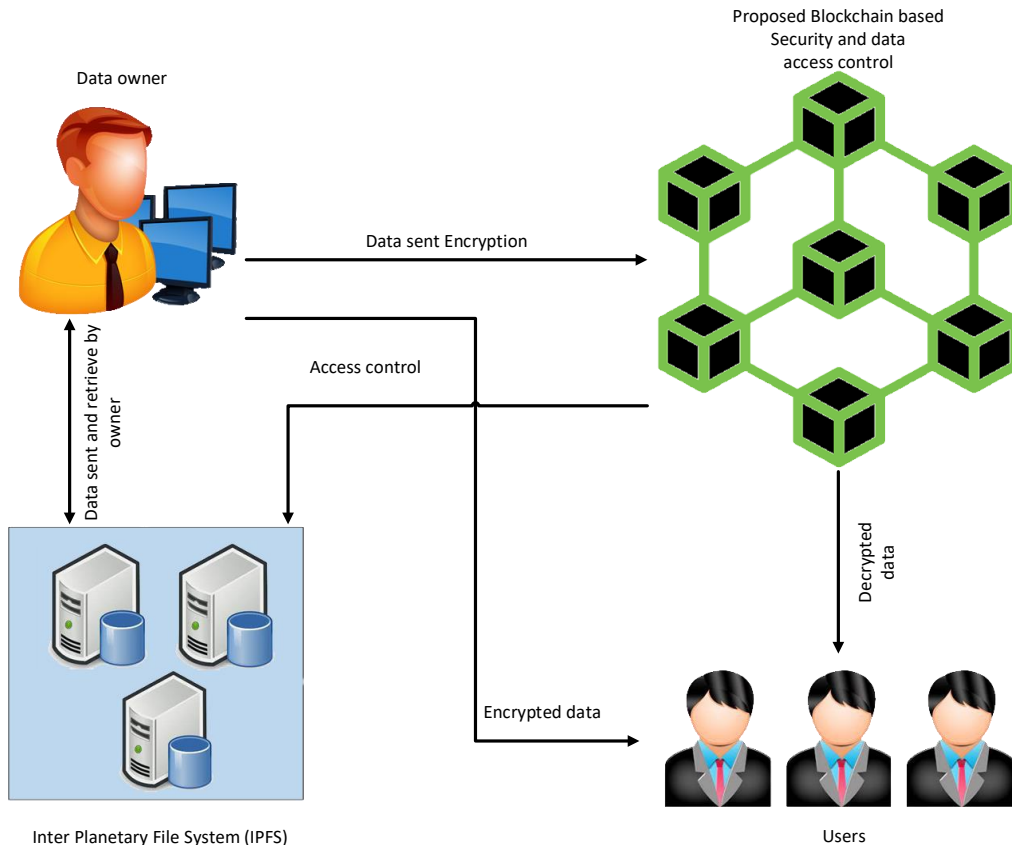 Proposed Blockchain based
Security and data
access control
Data owner
Data sent Encryption
Access control
Data sent and retrieve by
owner
Decrypted
data
Encrypted data
Inter Planetary File System (IPFS)
Users